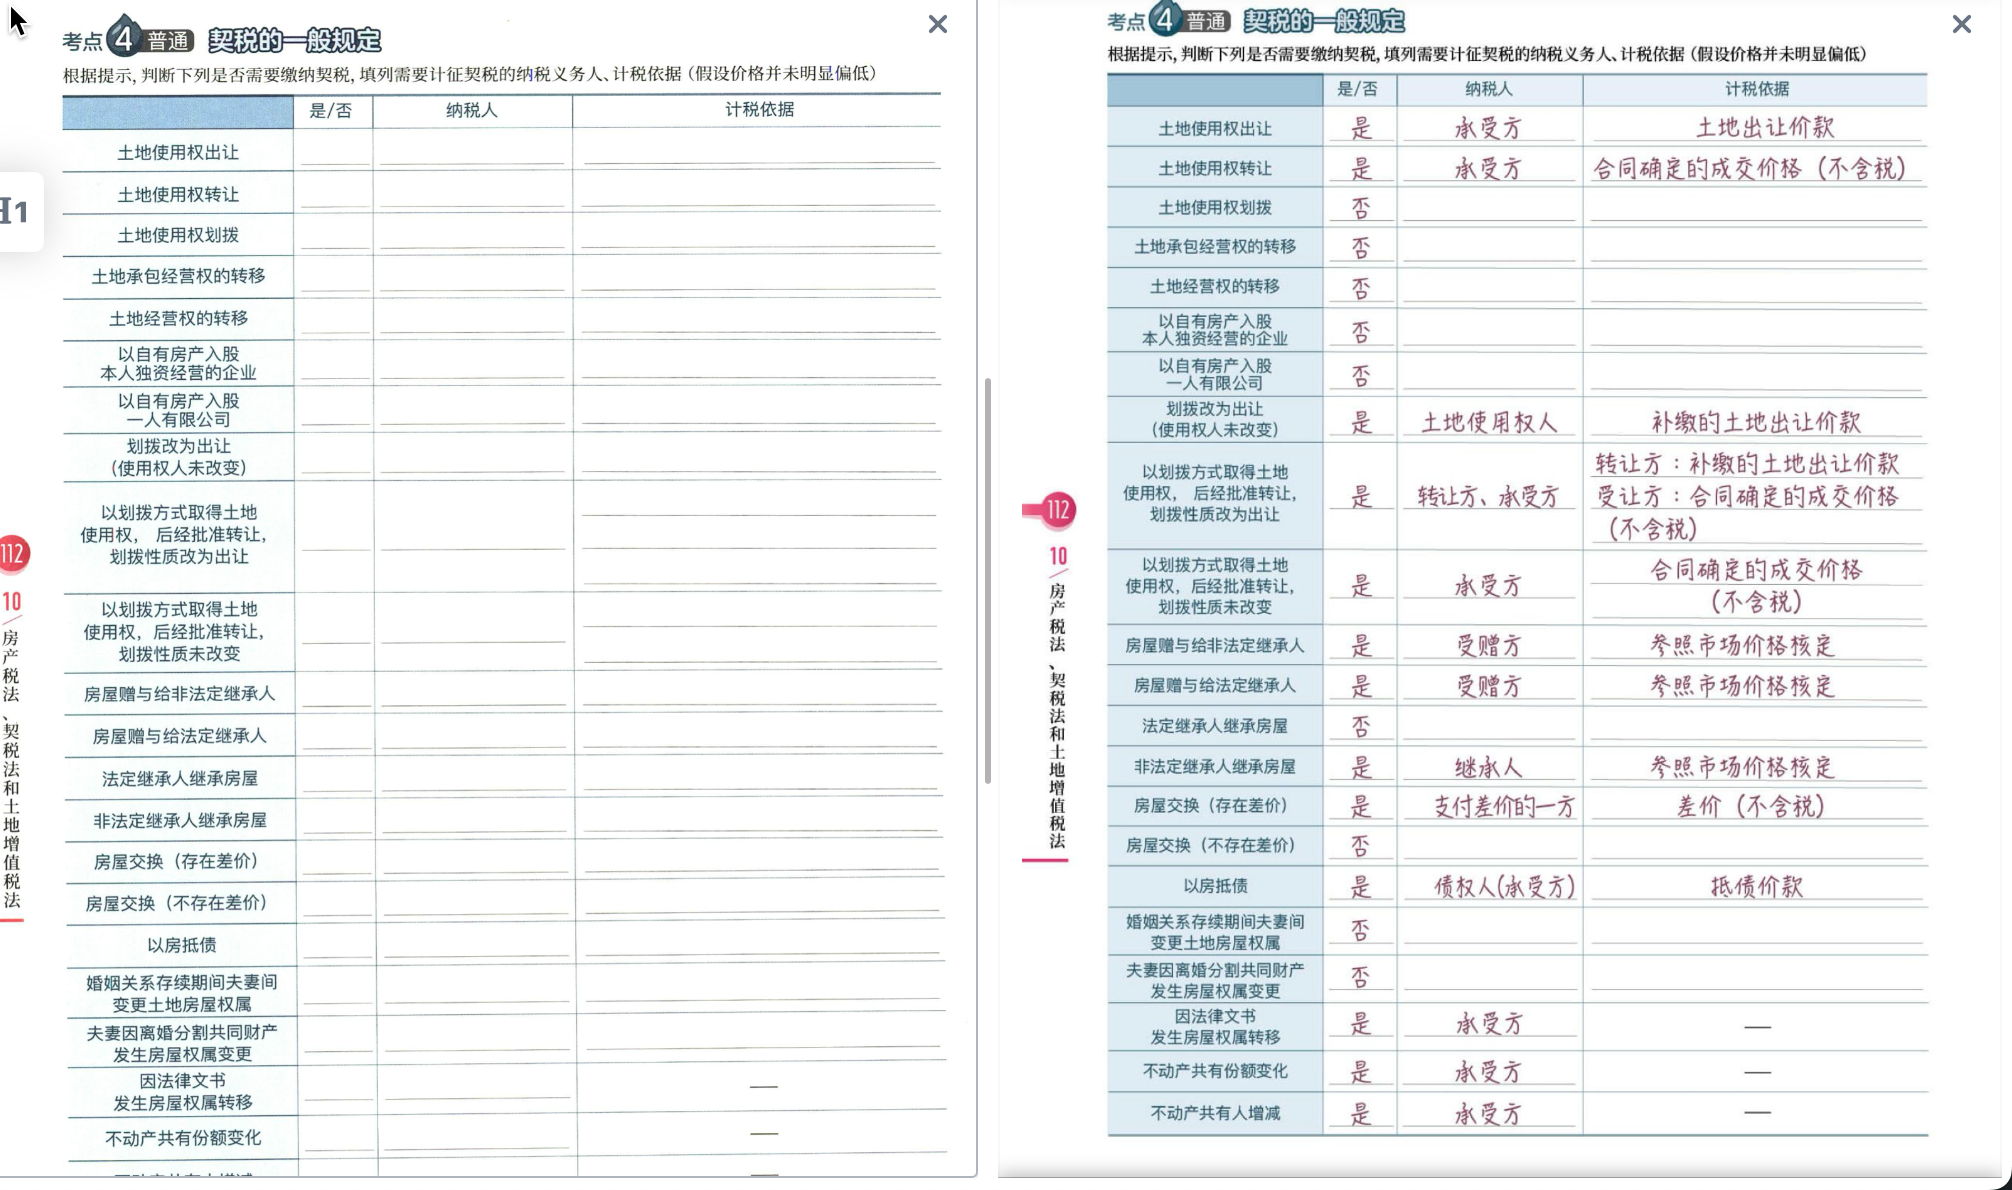 考点 4 普通 契税的一般规定
根据提示, 判断下列是否需要缴纳契税, 填列需要计征契税的纳税义务人、计税依据 (假设价格并未明显偏低)
是/否 纳税人 计税依据
土地使用权出让
土地使用权转让
土地使用权划拨
土地承包经营权的转移
土地经营权的转移
以自有房产入股
本人独资经营的企业
以自有房产入股
一人有限公司
划拨改为出让
(使用权人未改变)
以划拨方式取得土地
使用权, 后经批准转让,
划拨性质改为出让
以划拨方式取得土地
使用权, 后经批准转让,
划拨性质未改变
房屋赠与给非法定继承人
房屋赠与给法定继承人
法定继承人继承房屋
非法定继承人继承房屋
房屋交换 (存在差价)
房屋交换 (不存在差价)
以房抵债
婚姻关系存续期间夫妻间
变更土地房屋权属
夫妻因离婚分割共同财产
发生房屋权属变更
因法律文书
发生房屋权属转移 —
不动产共有份额变化 —
112
10
房产税法、契税法和土地增值税法
考点 4 普通 契税的一般规定
根据提示, 判断下列是否需要缴纳契税, 填列需要计征契税的纳税义务人、计税依据 (假设价格并未明显偏低)
是/否 纳税人 计税依据
土地使用权出让 是 承受方 土地出让价款
土地使用权转让 是 承受方 合同确定的成交价格 (不含税)
土地使用权划拨 否
土地承包经营权的转移 否
土地经营权的转移 否
以自有房产入股
本人独资经营的企业 否
以自有房产入股
一人有限公司 否
划拨改为出让
(使用权人未改变) 是 土地使用权人 补缴的土地出让价款
以划拨方式取得土地
使用权, 后经批准转让,
划拨性质改为出让
是 转让方、承受方
转让方:补缴的土地出让价款
受让方:合同确定的成交价格
(不含税)
以划拨方式取得土地
使用权, 后经批准转让,
划拨性质未改变
是 承受方
合同确定的成交价格
(不含税)
房屋赠与给非法定继承人 是 受赠方 参照市场价格核定
房屋赠与给法定继承人 是 受赠方 参照市场价格核定
法定继承人继承房屋 否
非法定继承人继承房屋 是 继承人 参照市场价格核定
房屋交换 (存在差价) 是 支付差价的一方 差价 (不含税)
房屋交换 (不存在差价) 否
以房抵债 是 债权人(承受方) 抵债价款
婚姻关系存续期间夫妻间
变更土地房屋权属 否
夫妻因离婚分割共同财产
发生房屋权属变更 否
因法律文书
发生房屋权属转移 是 承受方 —
不动产共有份额变化 是 承受方 —
不动产共有人增减 是 承受方 —
112
10
房产税法、契税法和土地增值税法